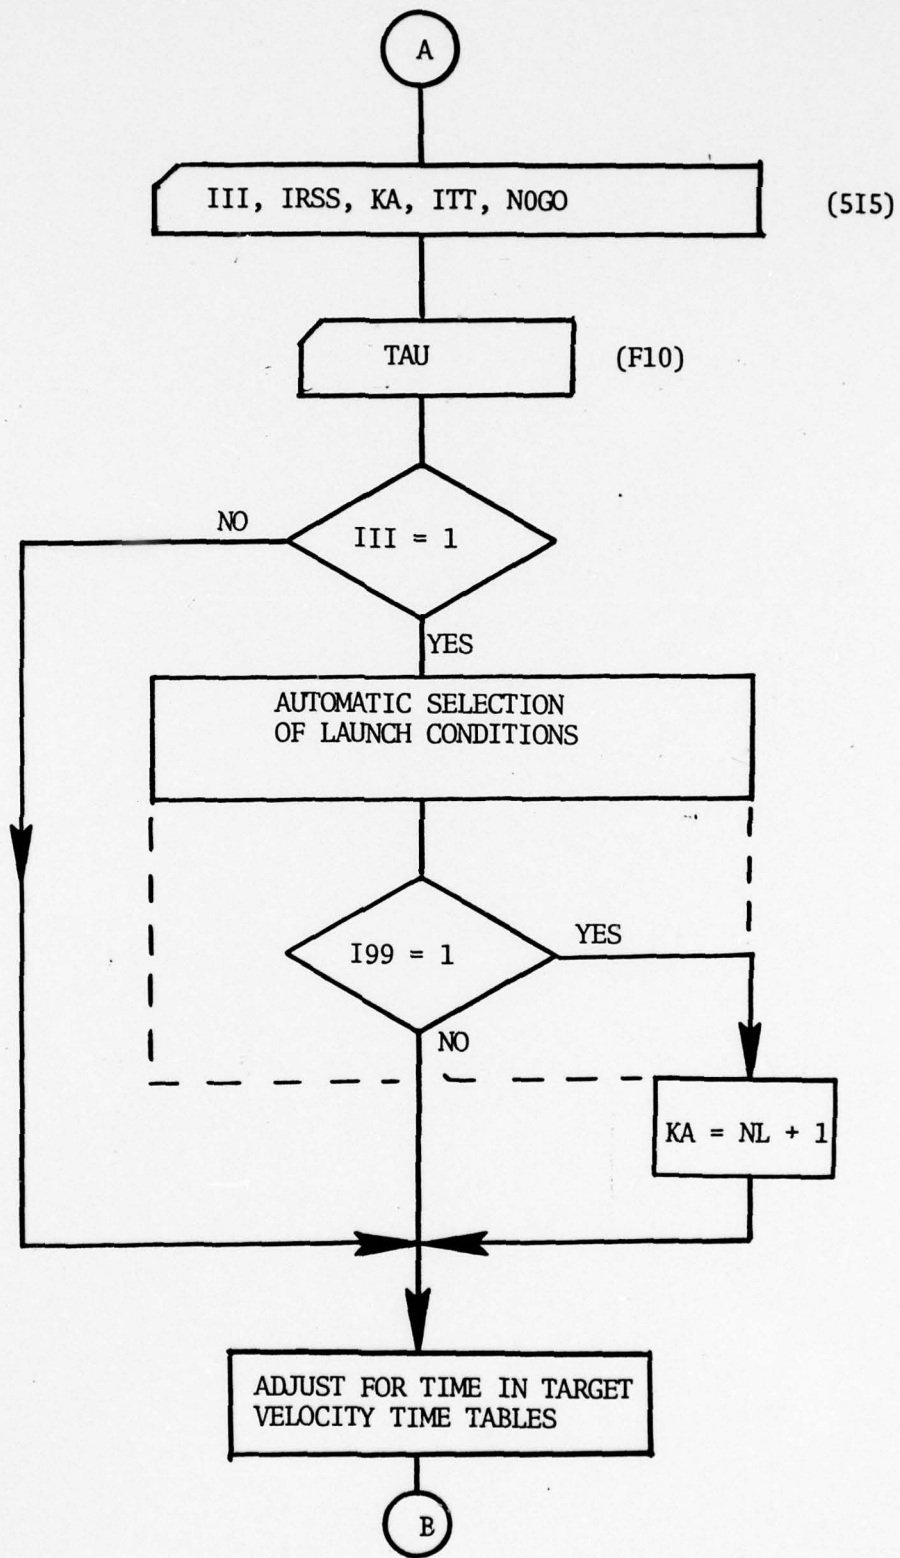 A
III, IRSS, KA, ITT, NOGO
(5I5)
TAU
(F10)
III = 1
NO
YES
AUTOMATIC SELECTION
OF LAUNCH CONDITIONS
I99 = 1
YES
NO
KA = NL + 1
ADJUST FOR TIME IN TARGET
VELOCITY TIME TABLES
B